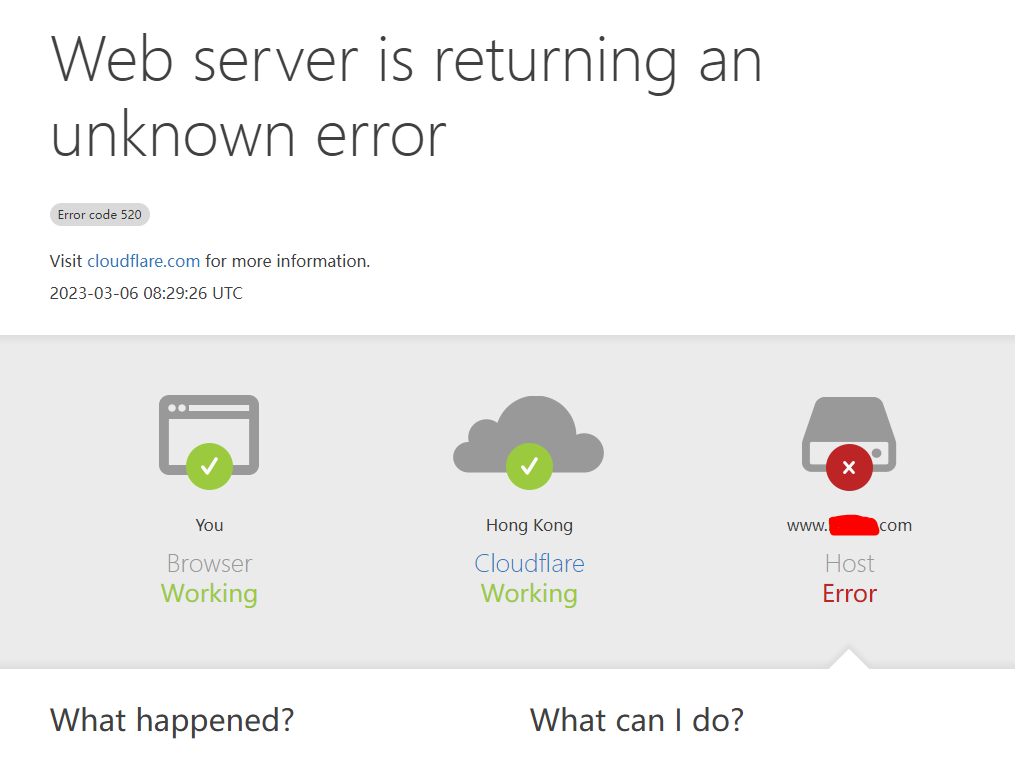 Web server is returning an
unknown error
Error code 520
Visit cloudflare.com for more information.
2023-03-06 08:29:26 UTC
You
Hong Kong
www. com
Browser
Cloudflare
Host
Working
Working
Error
What happened?
What can I do?